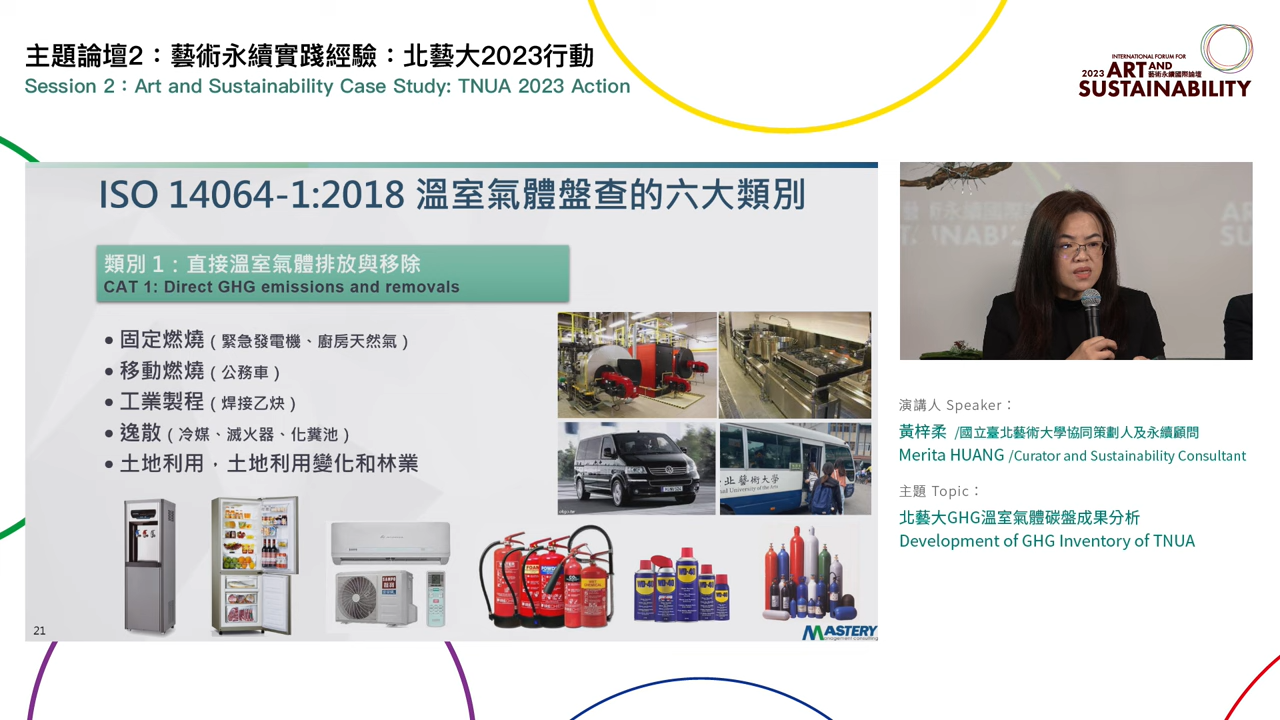 主題論壇2：藝術永續實踐經驗：北藝大2023行動
Session 2：Art and Sustainability Case Study: TNUA 2023 Action
INTERNATIONAL FORUM FOR
2023 ART AND 藝術永續國際論壇
SUSTAINABILITY
ISO 14064-1:2018 溫室氣體盤查的六大類別
類別 1：直接溫室氣體排放與移除
CAT 1: Direct GHG emissions and removals
• 固定燃燒 ( 緊急發電機、廚房天然氣 )
• 移動燃燒 ( 公務車 )
• 工業製程 ( 焊接乙炔 )
• 逸散 ( 冷媒、滅火器、化糞池 )
• 土地利用，土地利用變化和林業
北藝術大學
WD-40
21
MASTERY
演講人 Speaker：
黃梓柔 /國立臺北藝術大學協同策劃人及永續顧問
Merita HUANG /Curator and Sustainability Consultant
主題 Topic：
北藝大GHG溫室氣體碳盤成果分析
Development of GHG Inventory of TNUA